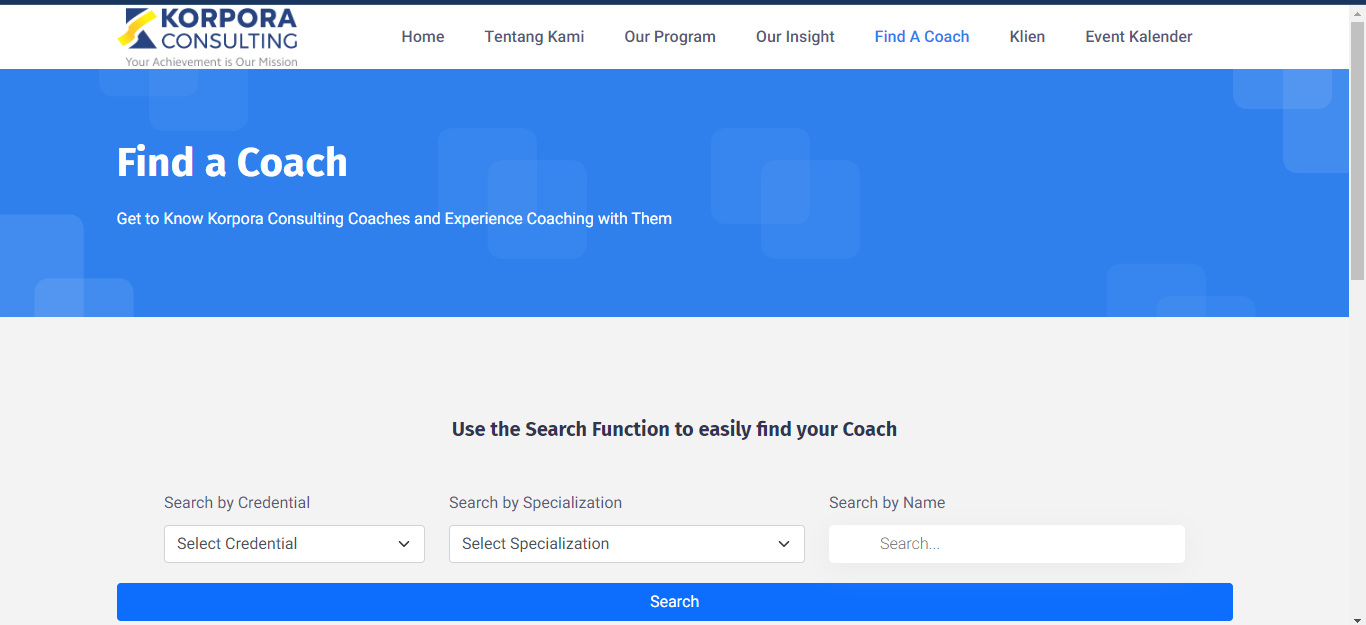 KORPORA
CONSULTING
Your Achievement is Our Mission
Home Tentang Kami Our Program Our Insight Find A Coach Klien Event Kalender
Find a Coach
Get to Know Korpora Consulting Coaches and Experience Coaching with Them
Use the Search Function to easily find your Coach
Search by Credential Search by Specialization Search by Name
Select Credential Select Specialization Search...
Search